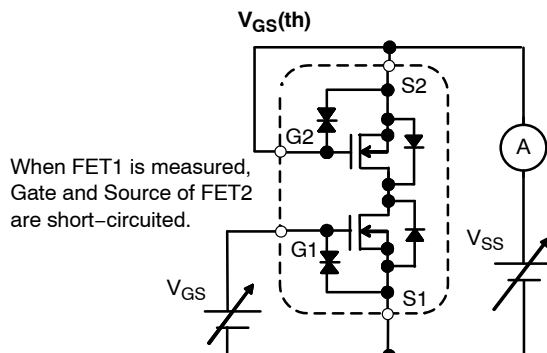 VGS(th)
S2
G2
A
When FET1 is measured,
Gate and Source of FET2
are short−circuited.
G1
VSS
VGS
S1